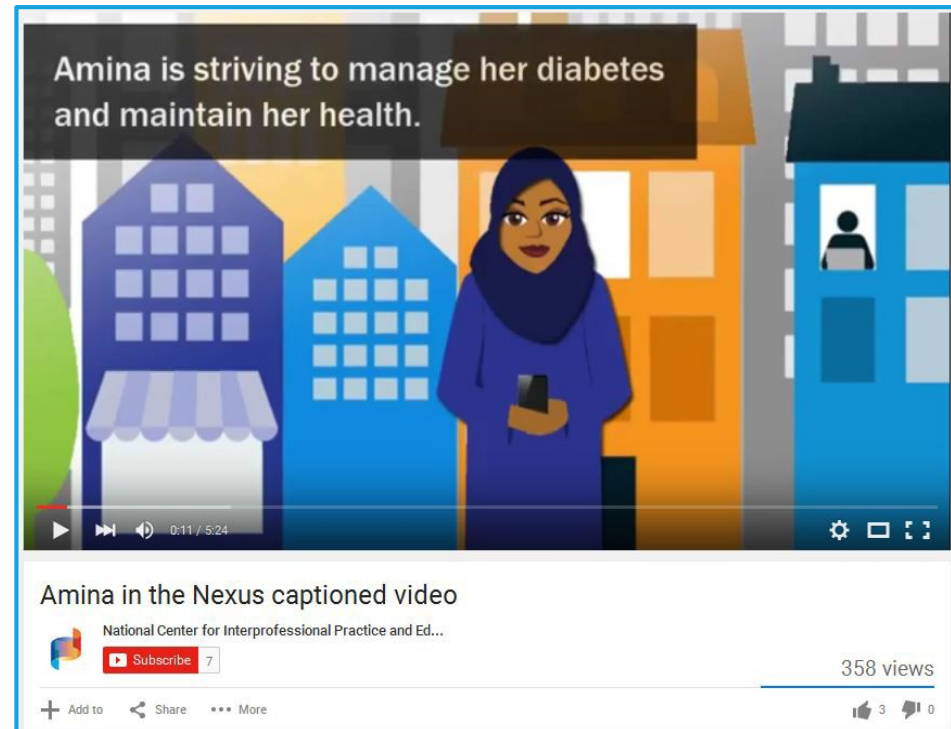 Amina is striving to manage her diabetes
and maintain her health.
0:11 / 5:24
Amina in the Nexus captioned video
National Center for Interprofessional Practice and Ed...
Subscribe 7
358 views
Add to Share More 3 0